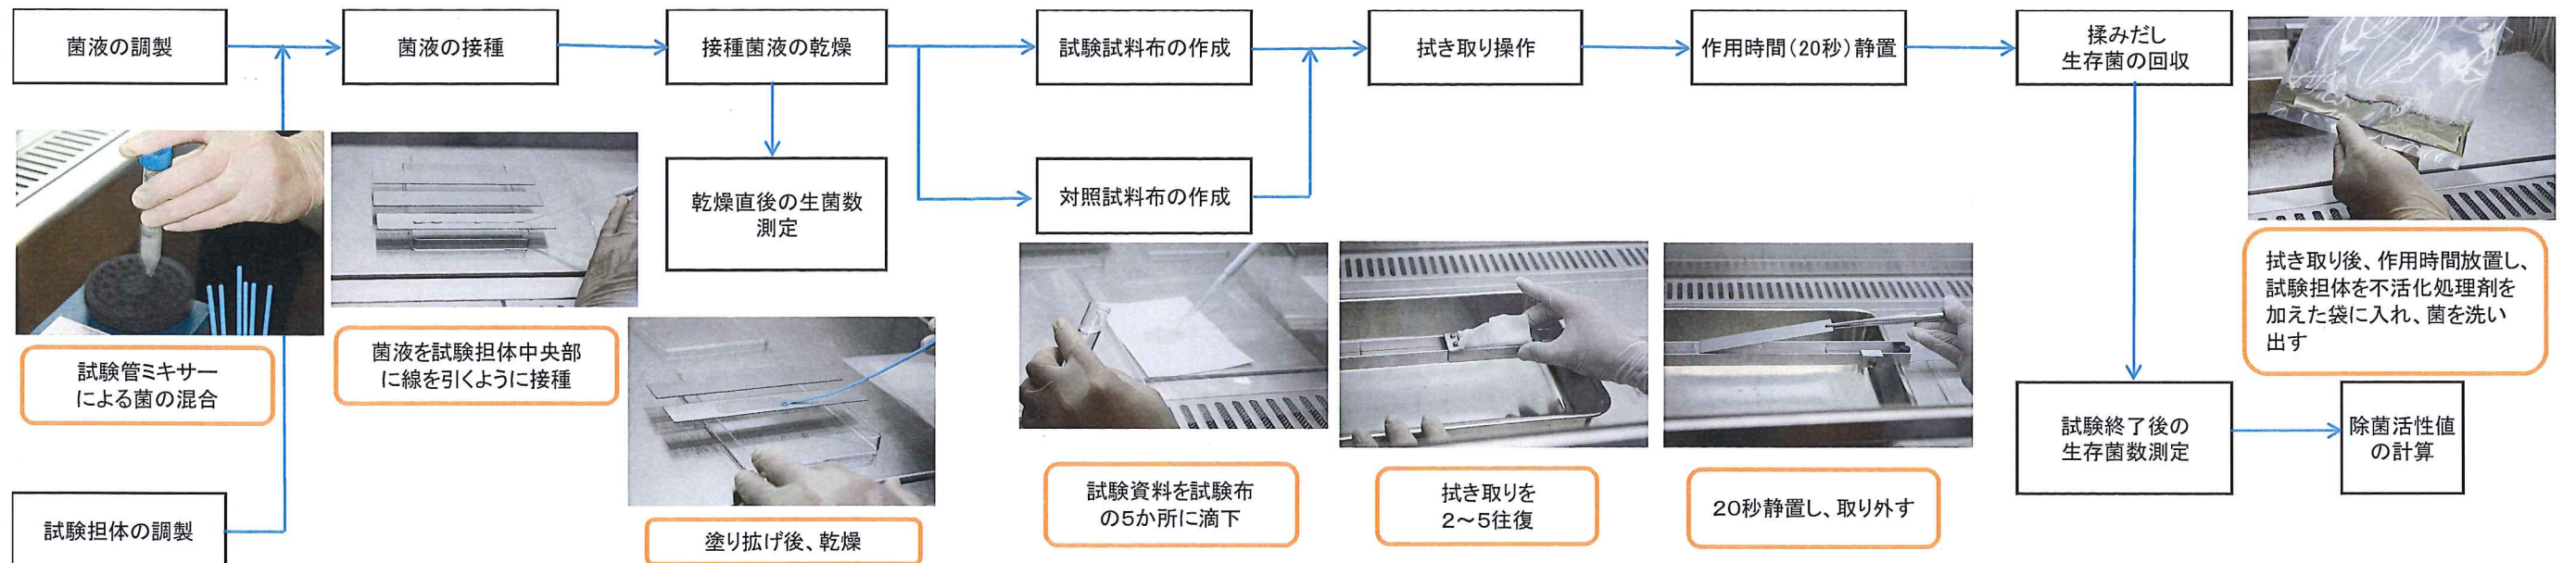 菌液の調製
菌液の接種
接種菌液の乾燥
試験試料布の作成
拭き取り操作
作用時間(20秒)静置
揉みだし
生存菌の回収
乾燥直後の生菌数
測定
対照試料布の作成
試験管ミキサー
による菌の混合
菌液を試験担体中央部
に線を引くように接種
塗り拡げ後、乾燥
試験資料を試験布
の5か所に滴下
拭き取りを
2~5往復
20秒静置し、取り外す
拭き取り後、作用時間放置し、
試験担体を不活化処理剤を
加えた袋に入れ、菌を洗い
出す
試験担体の調製
試験終了後の
生存菌数測定
除菌活性値
の計算